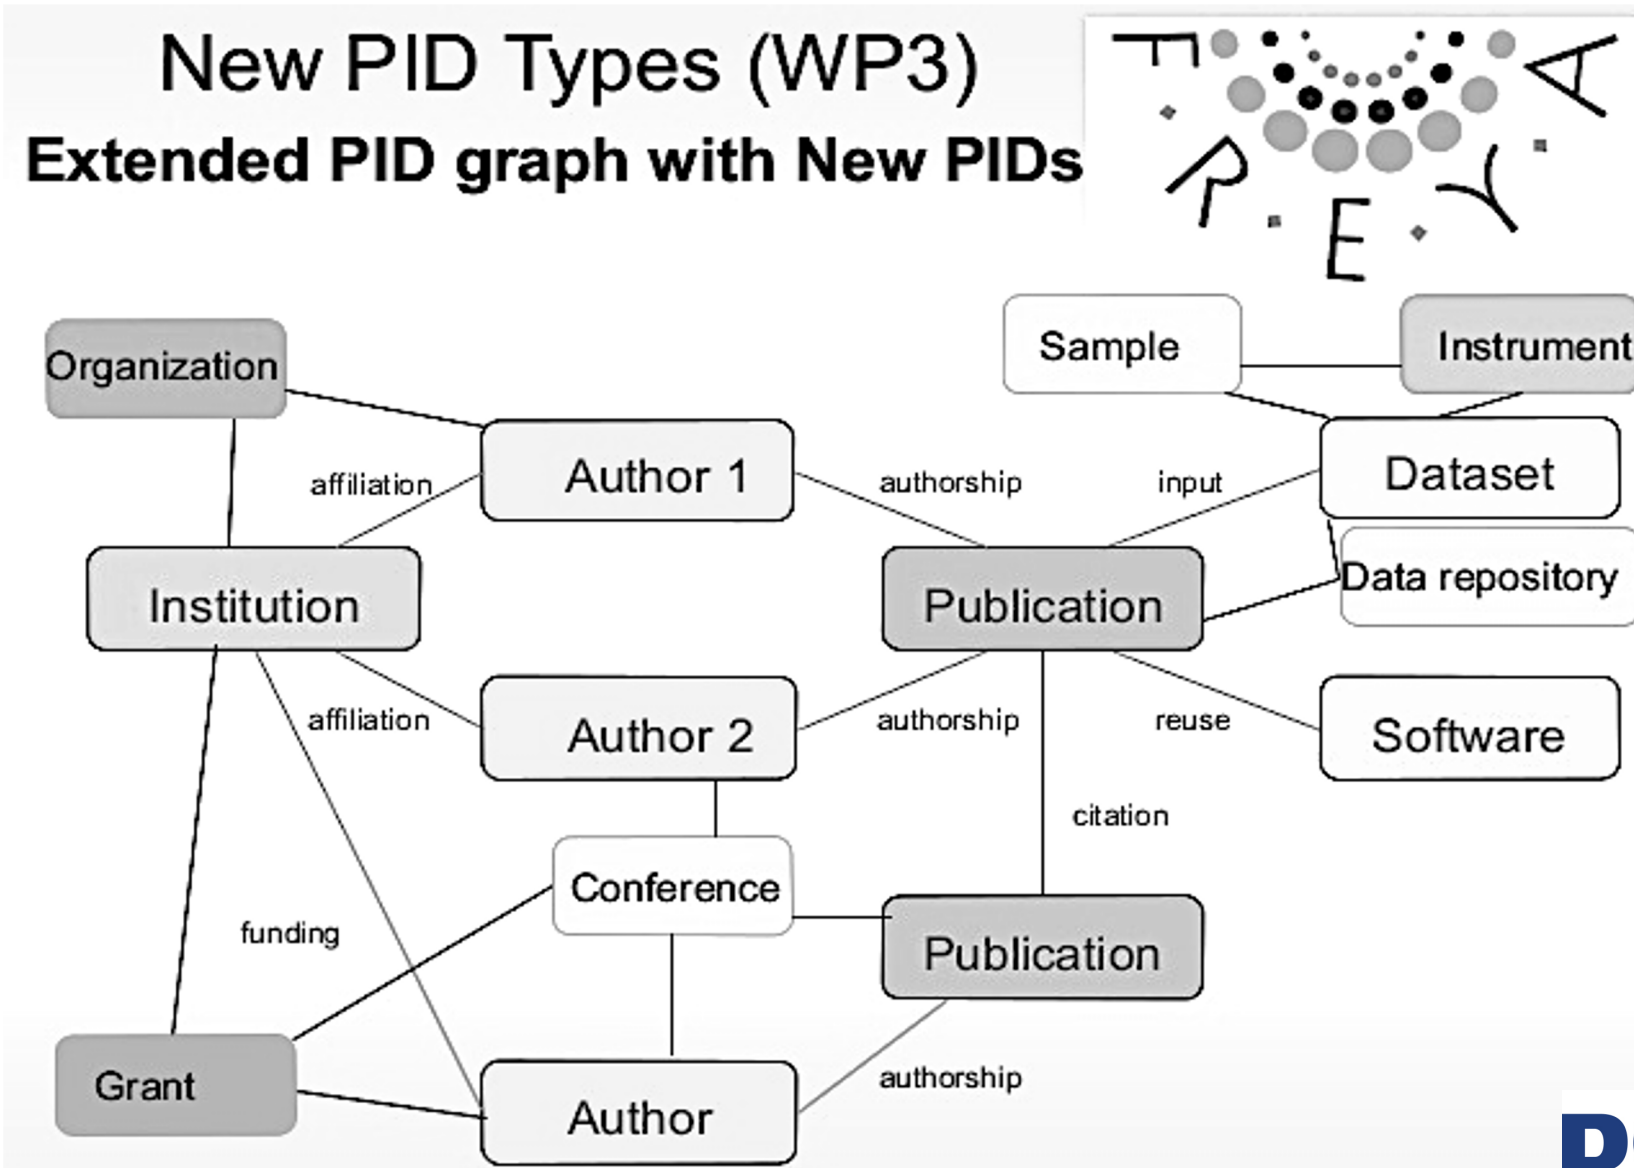 New PID Types (WP3)
Extended PID graph with New PIDs
F R E Y A
Sample
Instrument
Organization
Author 1
affiliation
authorship
input
Dataset
Institution
Publication
Data repository
affiliation
Author 2
authorship
reuse
Software
citation
Conference
funding
Publication
Grant
Author
authorship